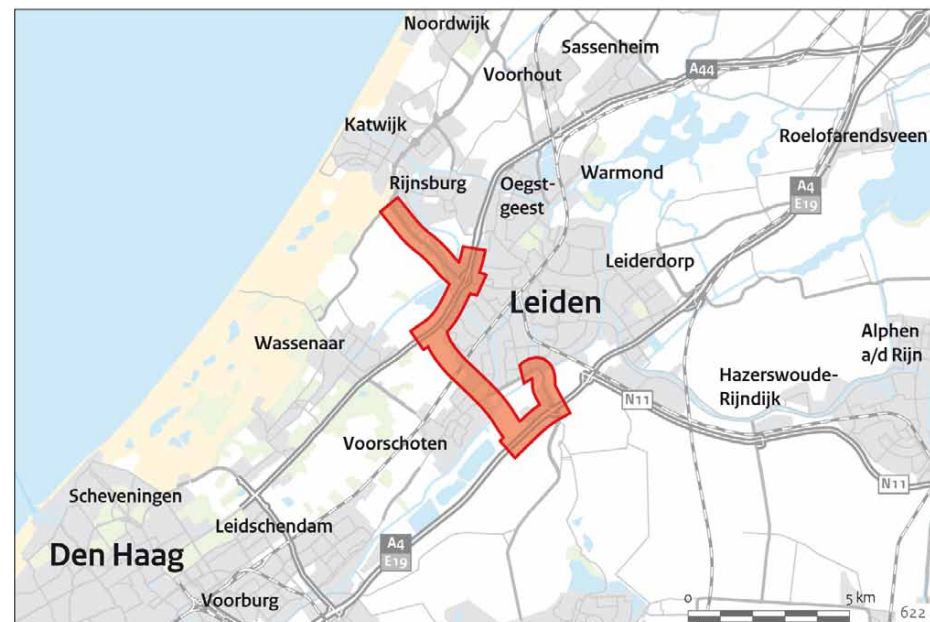 Noordwijk
Sassenheim
Voorhout
A44
Katwijk
Roelofarendsveen
Rijnsburg
Oegst-
geest
Warmond
A4
E19
Leiderdorp
Leiden
Wassenaar
Alphen
a/d Rijn
Hazerswoude-
Rijndijk
N11
Voorschoten
N11
Scheveningen
Leidschendam
Den Haag
A4
E19
Voorburg
0
5 km
622